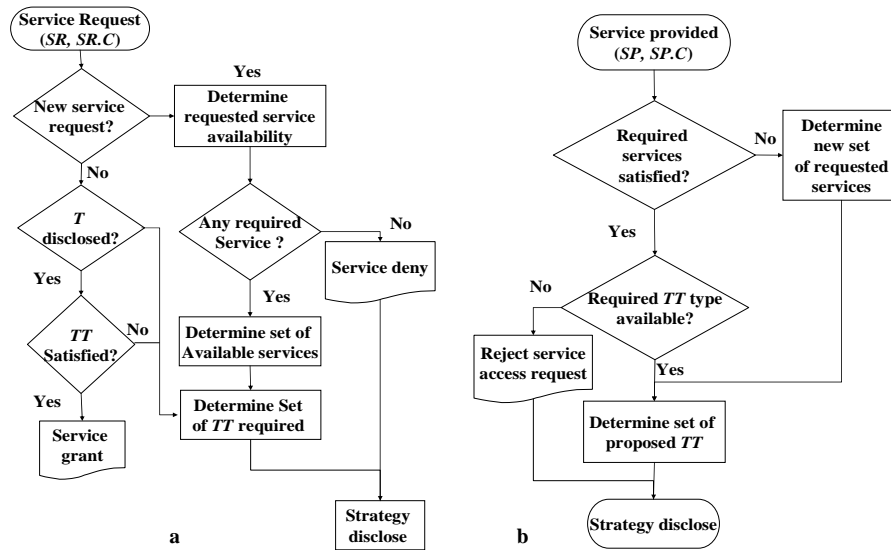 Service Request
(SR, SR.C)
Yes
New service
request?
Determine
requested service
availability
No
T
disclosed?
Any required
Service ?
No
Service deny
Yes
Yes
TT
Satisfied?
No
Determine set of
Available services
Yes
Determine Set
of TT required
Service
grant
Strategy
disclose
a
Service provided
(SP, SP.C)
Required
services
satisfied?
No
Determine
new set
of requested
services
Yes
No
Required TT type
available?
Reject service
access request
Yes
Determine set of
proposed TT
Strategy disclose
b